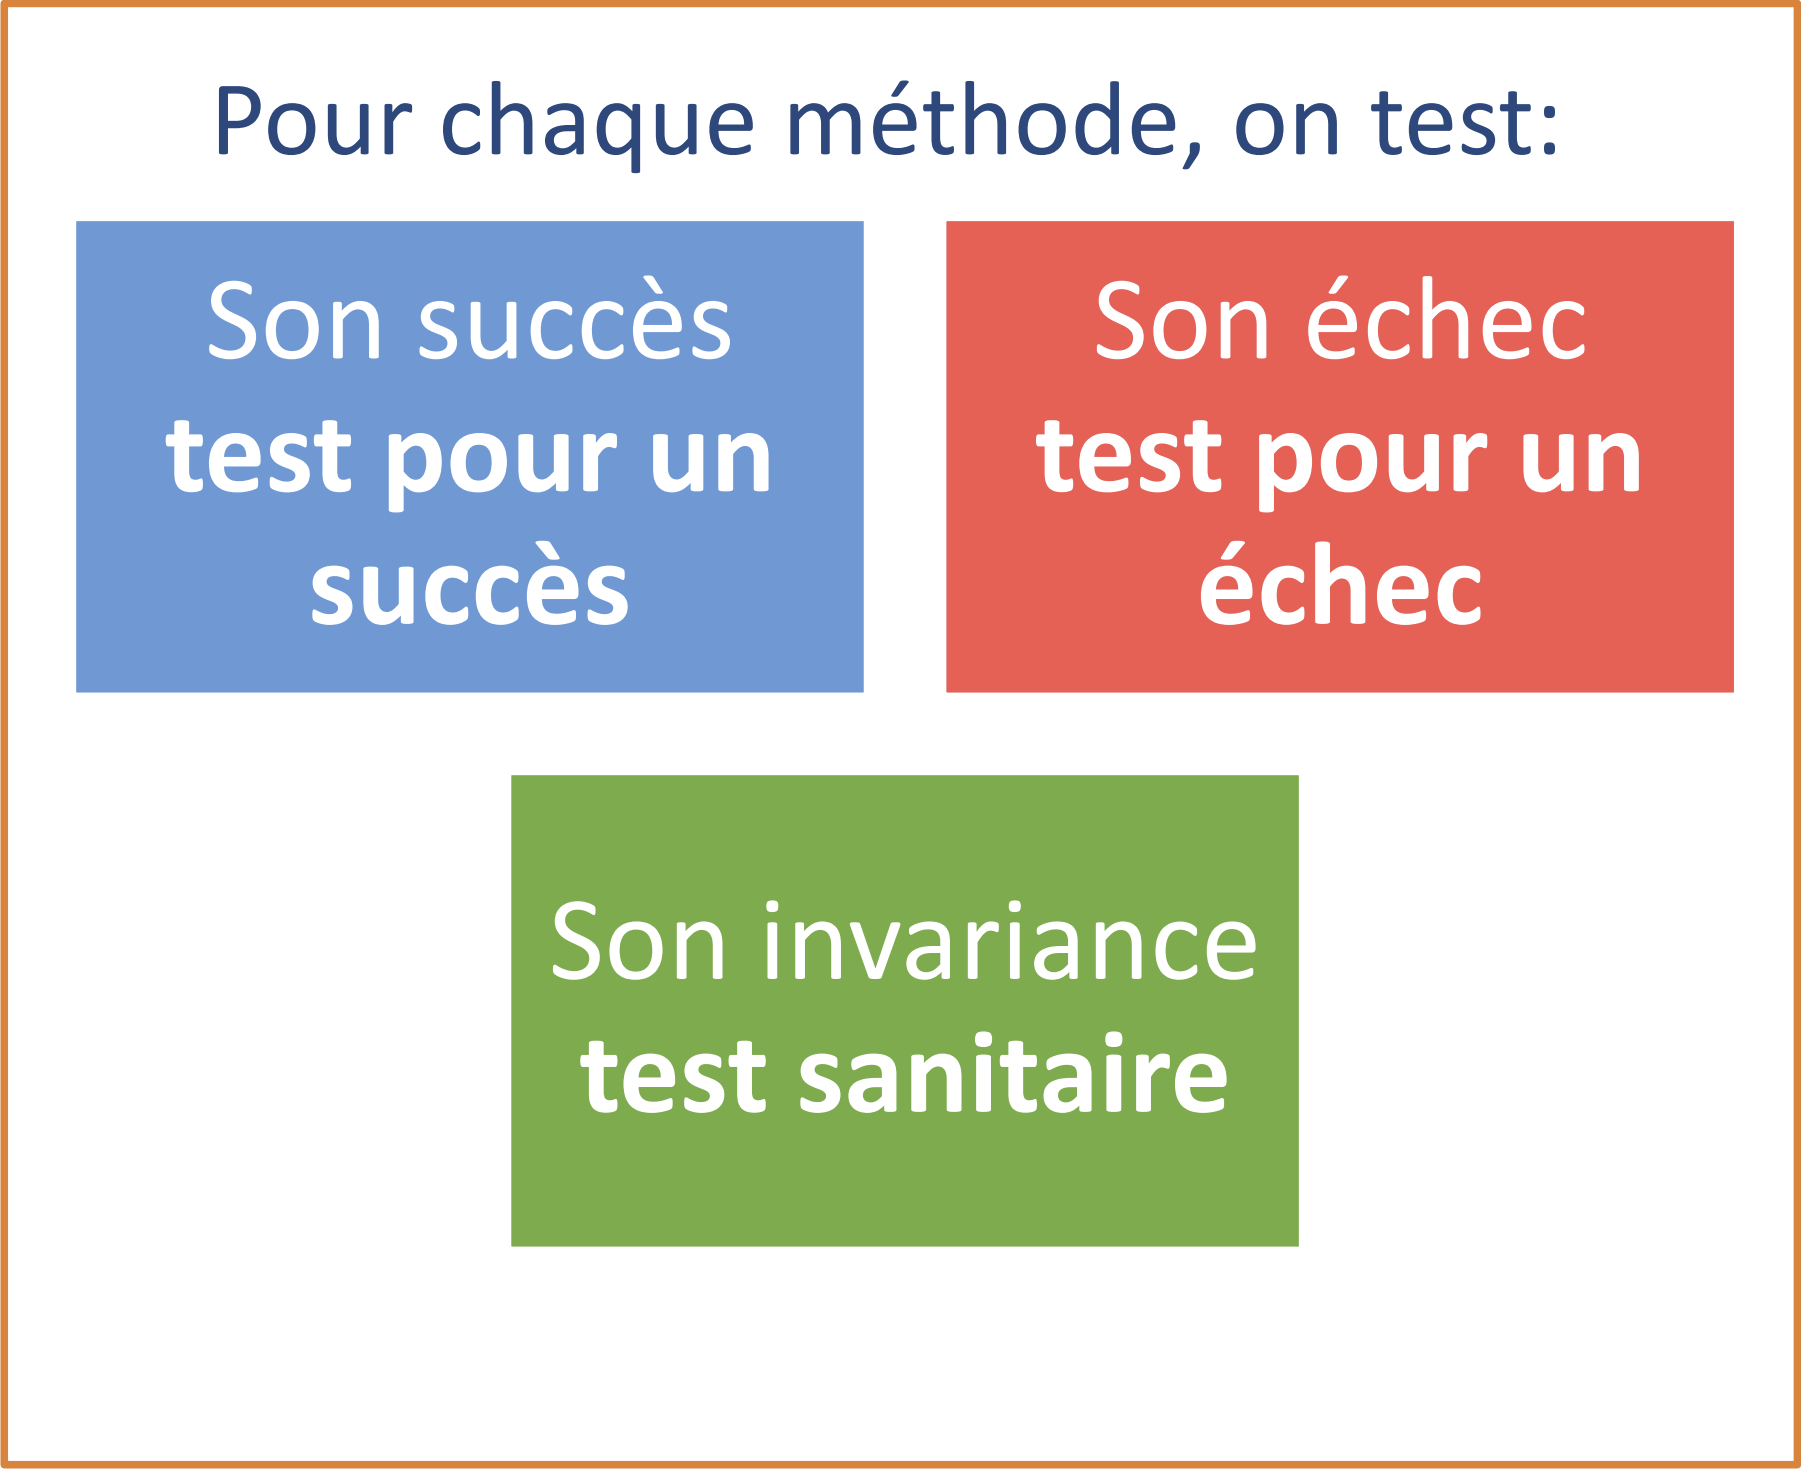 Pour chaque méthode, on test:
Son succès
test pour un
succès
Son échec
test pour un
échec
Son invariance
test sanitaire